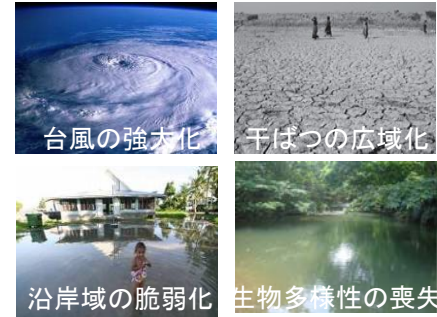 台風の強大化
干ばつの広域化
沿岸域の脆弱化
生物多様性の喪失